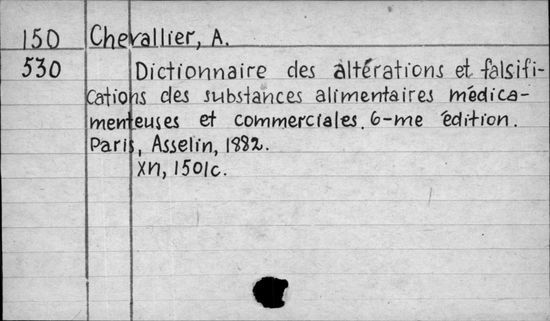 150 Chevallier, A.
530 Dictionnaire des altérations et falsifi-
cations des substances alimentaires médica-
menteuses et commerciales. 6-me édition.
Paris, Asselin, 1882.
XII, 1501c.